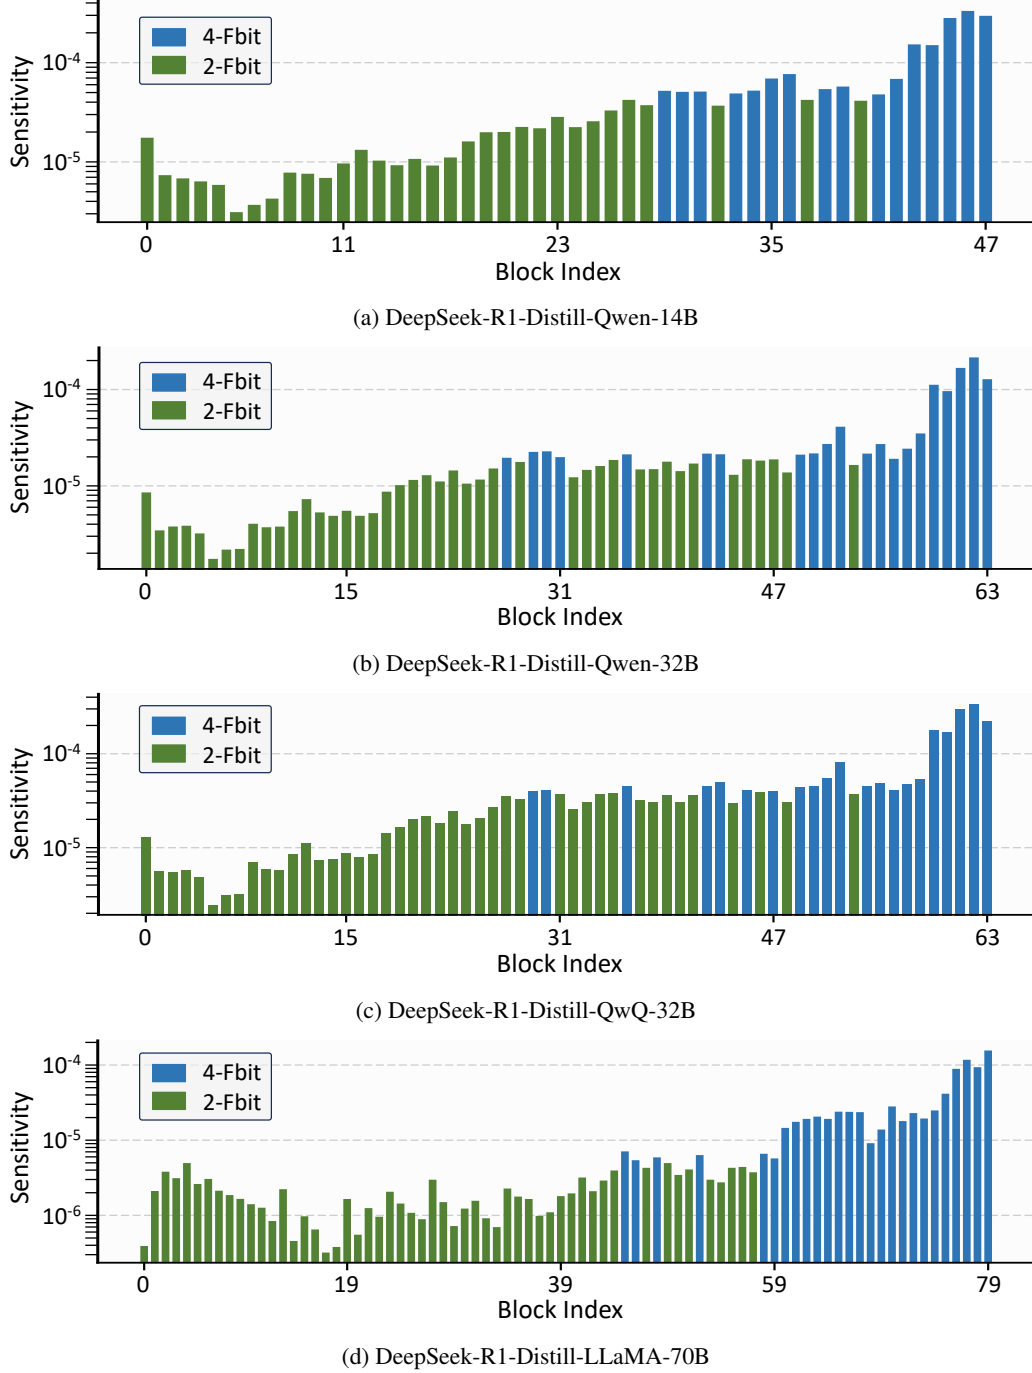 4-Fbit
2-Fbit
Sensitivity
10-4
10-5
0 11 23 35 47
Block Index
(a) DeepSeek-R1-Distill-Qwen-14B
4-Fbit
2-Fbit
Sensitivity
10-4
10-5
0 15 31 47 63
Block Index
(b) DeepSeek-R1-Distill-Qwen-32B
4-Fbit
2-Fbit
Sensitivity
10-4
10-5
0 15 31 47 63
Block Index
(c) DeepSeek-R1-Distill-QwQ-32B
4-Fbit
2-Fbit
Sensitivity
10-4
10-5
10-6
0 19 39 59 79
Block Index
(d) DeepSeek-R1-Distill-LLaMA-70B